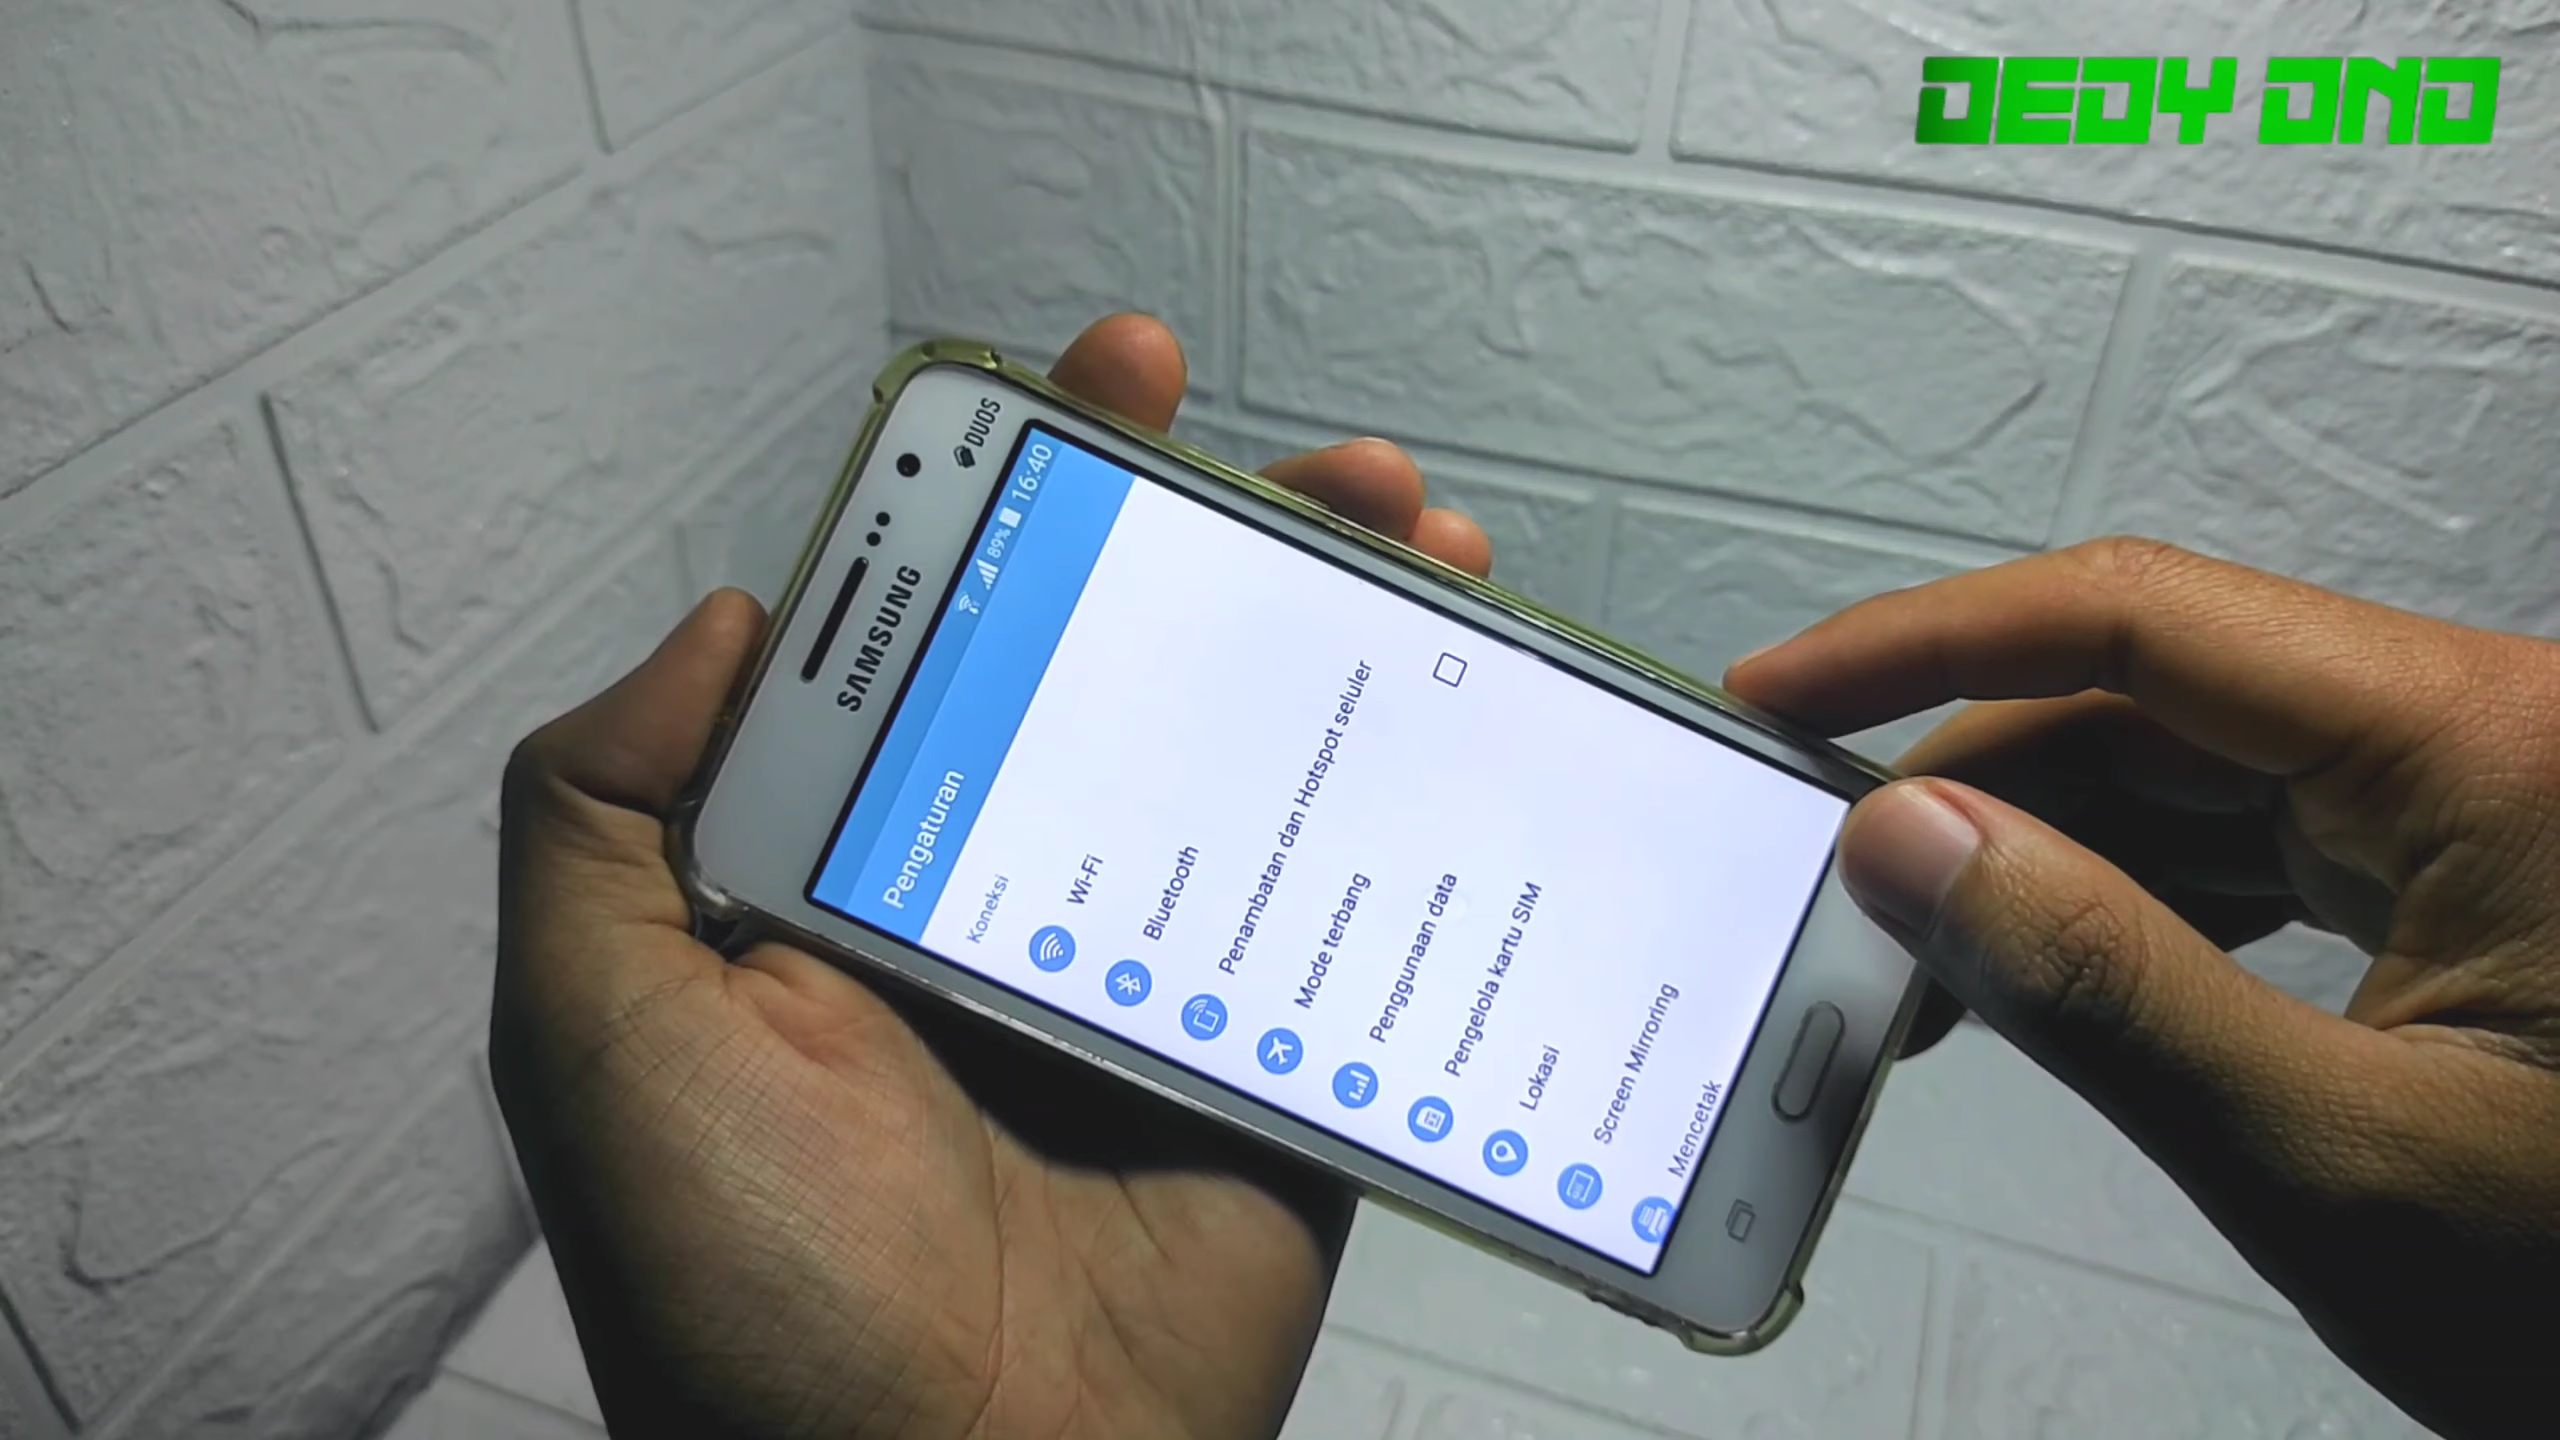 DEDY DND
DUOS
SAMSUNG
89% 16:40
Pengaturan
Koneksi
Wi-Fi
Bluetooth
Penambatan dan Hotspot seluler
Mode terbang
Penggunaan data
Pengelola kartu SIM
Lokasi
Screen Mirroring
Mencetak